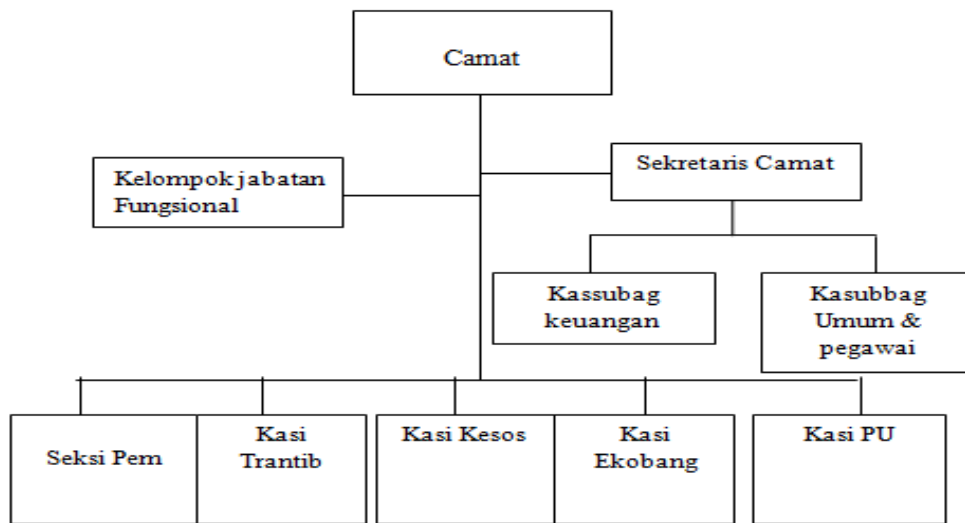 Camat
Kelompok jabatan
Fungsional
Sekretaris Camat
Kassubag
keuangan
Kasubbag
Umum &
pegawai
Seksi Pem
Kasi
Trantib
Kasi Kesos
Kasi
Ekobang
Kasi PU